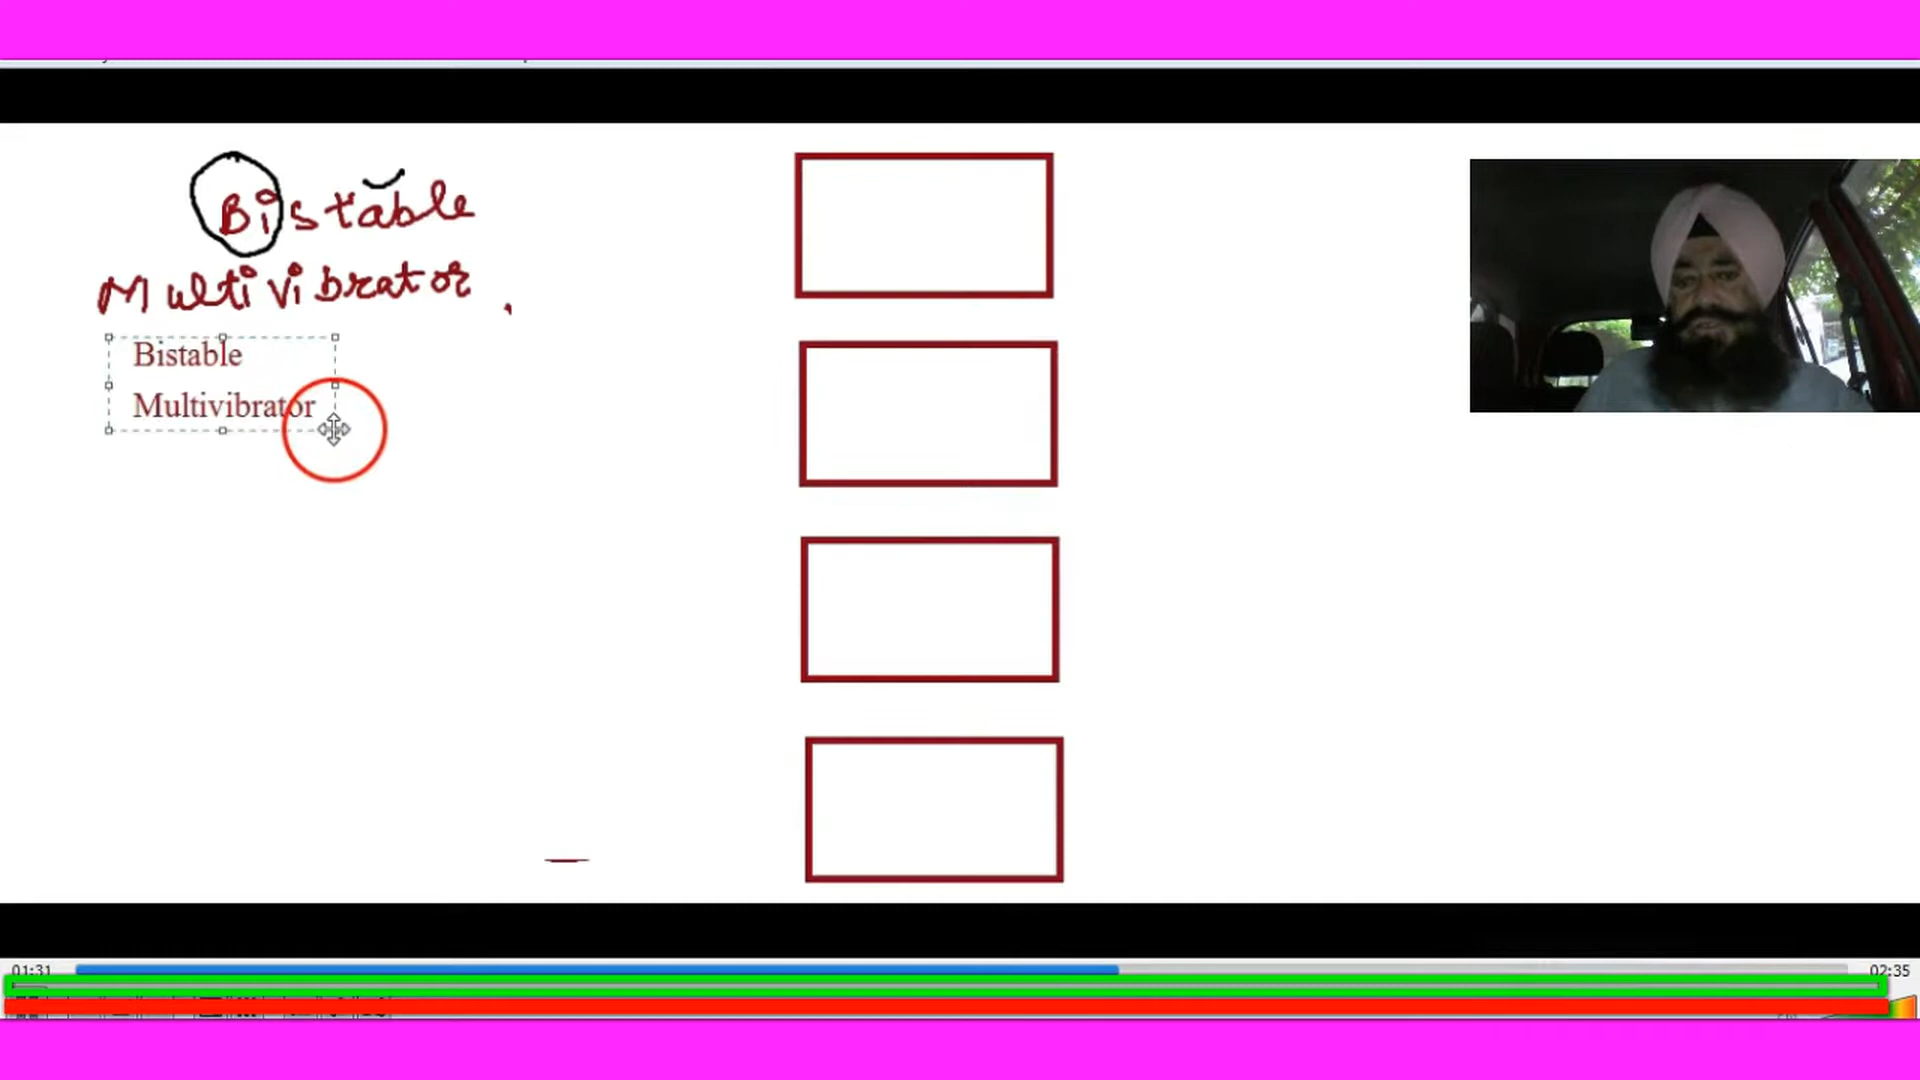 Bistable
Multivibrator.
Bistable
Multivibrator
01:31
02:35